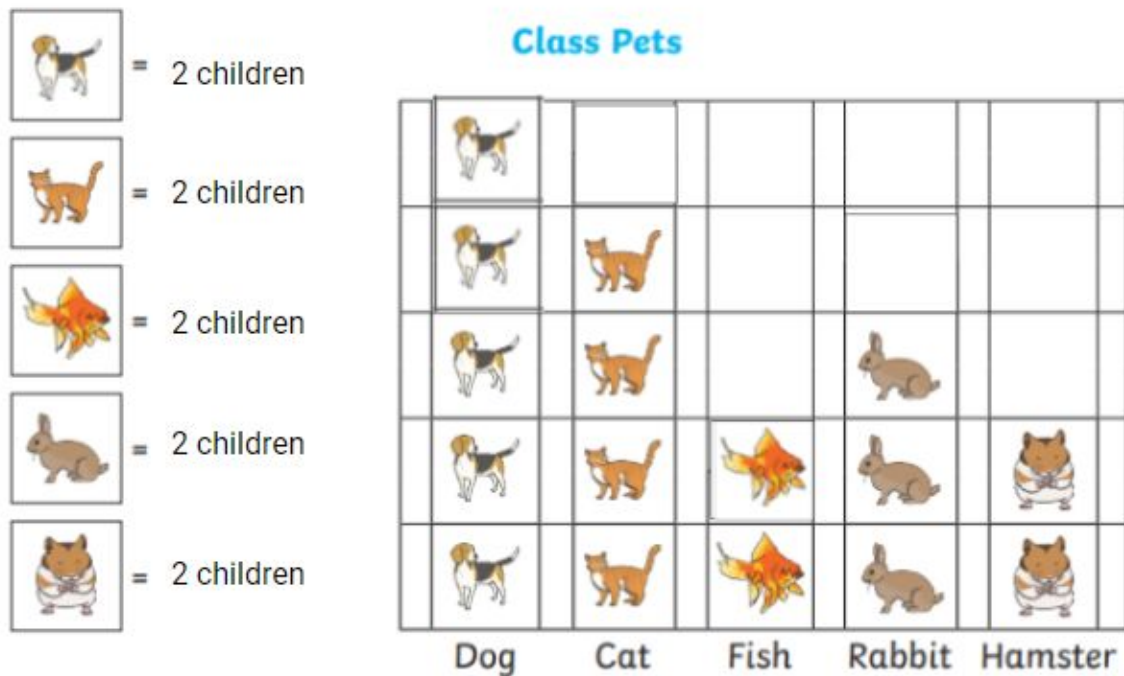 Class Pets
= 2 children
= 2 children
= 2 children
= 2 children
= 2 children
Dog Cat Fish Rabbit Hamster